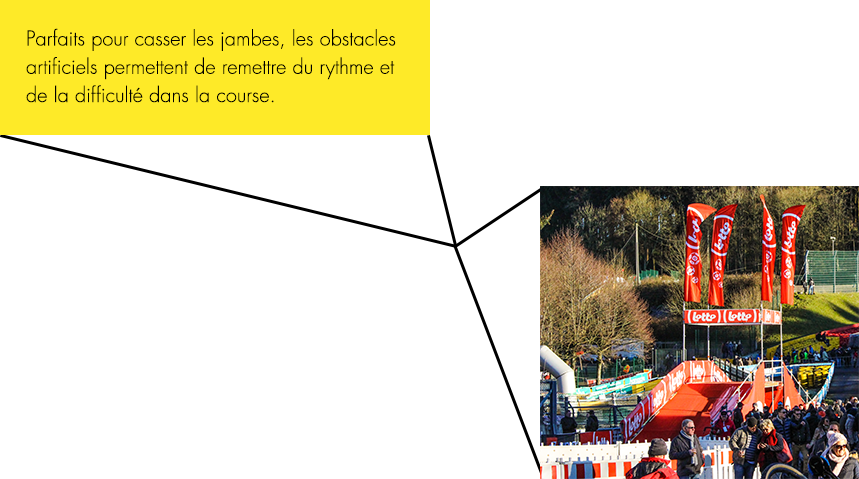 Parfaits pour casser les jambes, les obstacles
artificiels permettent de remettre du rythme et
de la difficulté dans la course.
Lotto Lotto Lotto Lotto
Lotto Lotto
Lotto